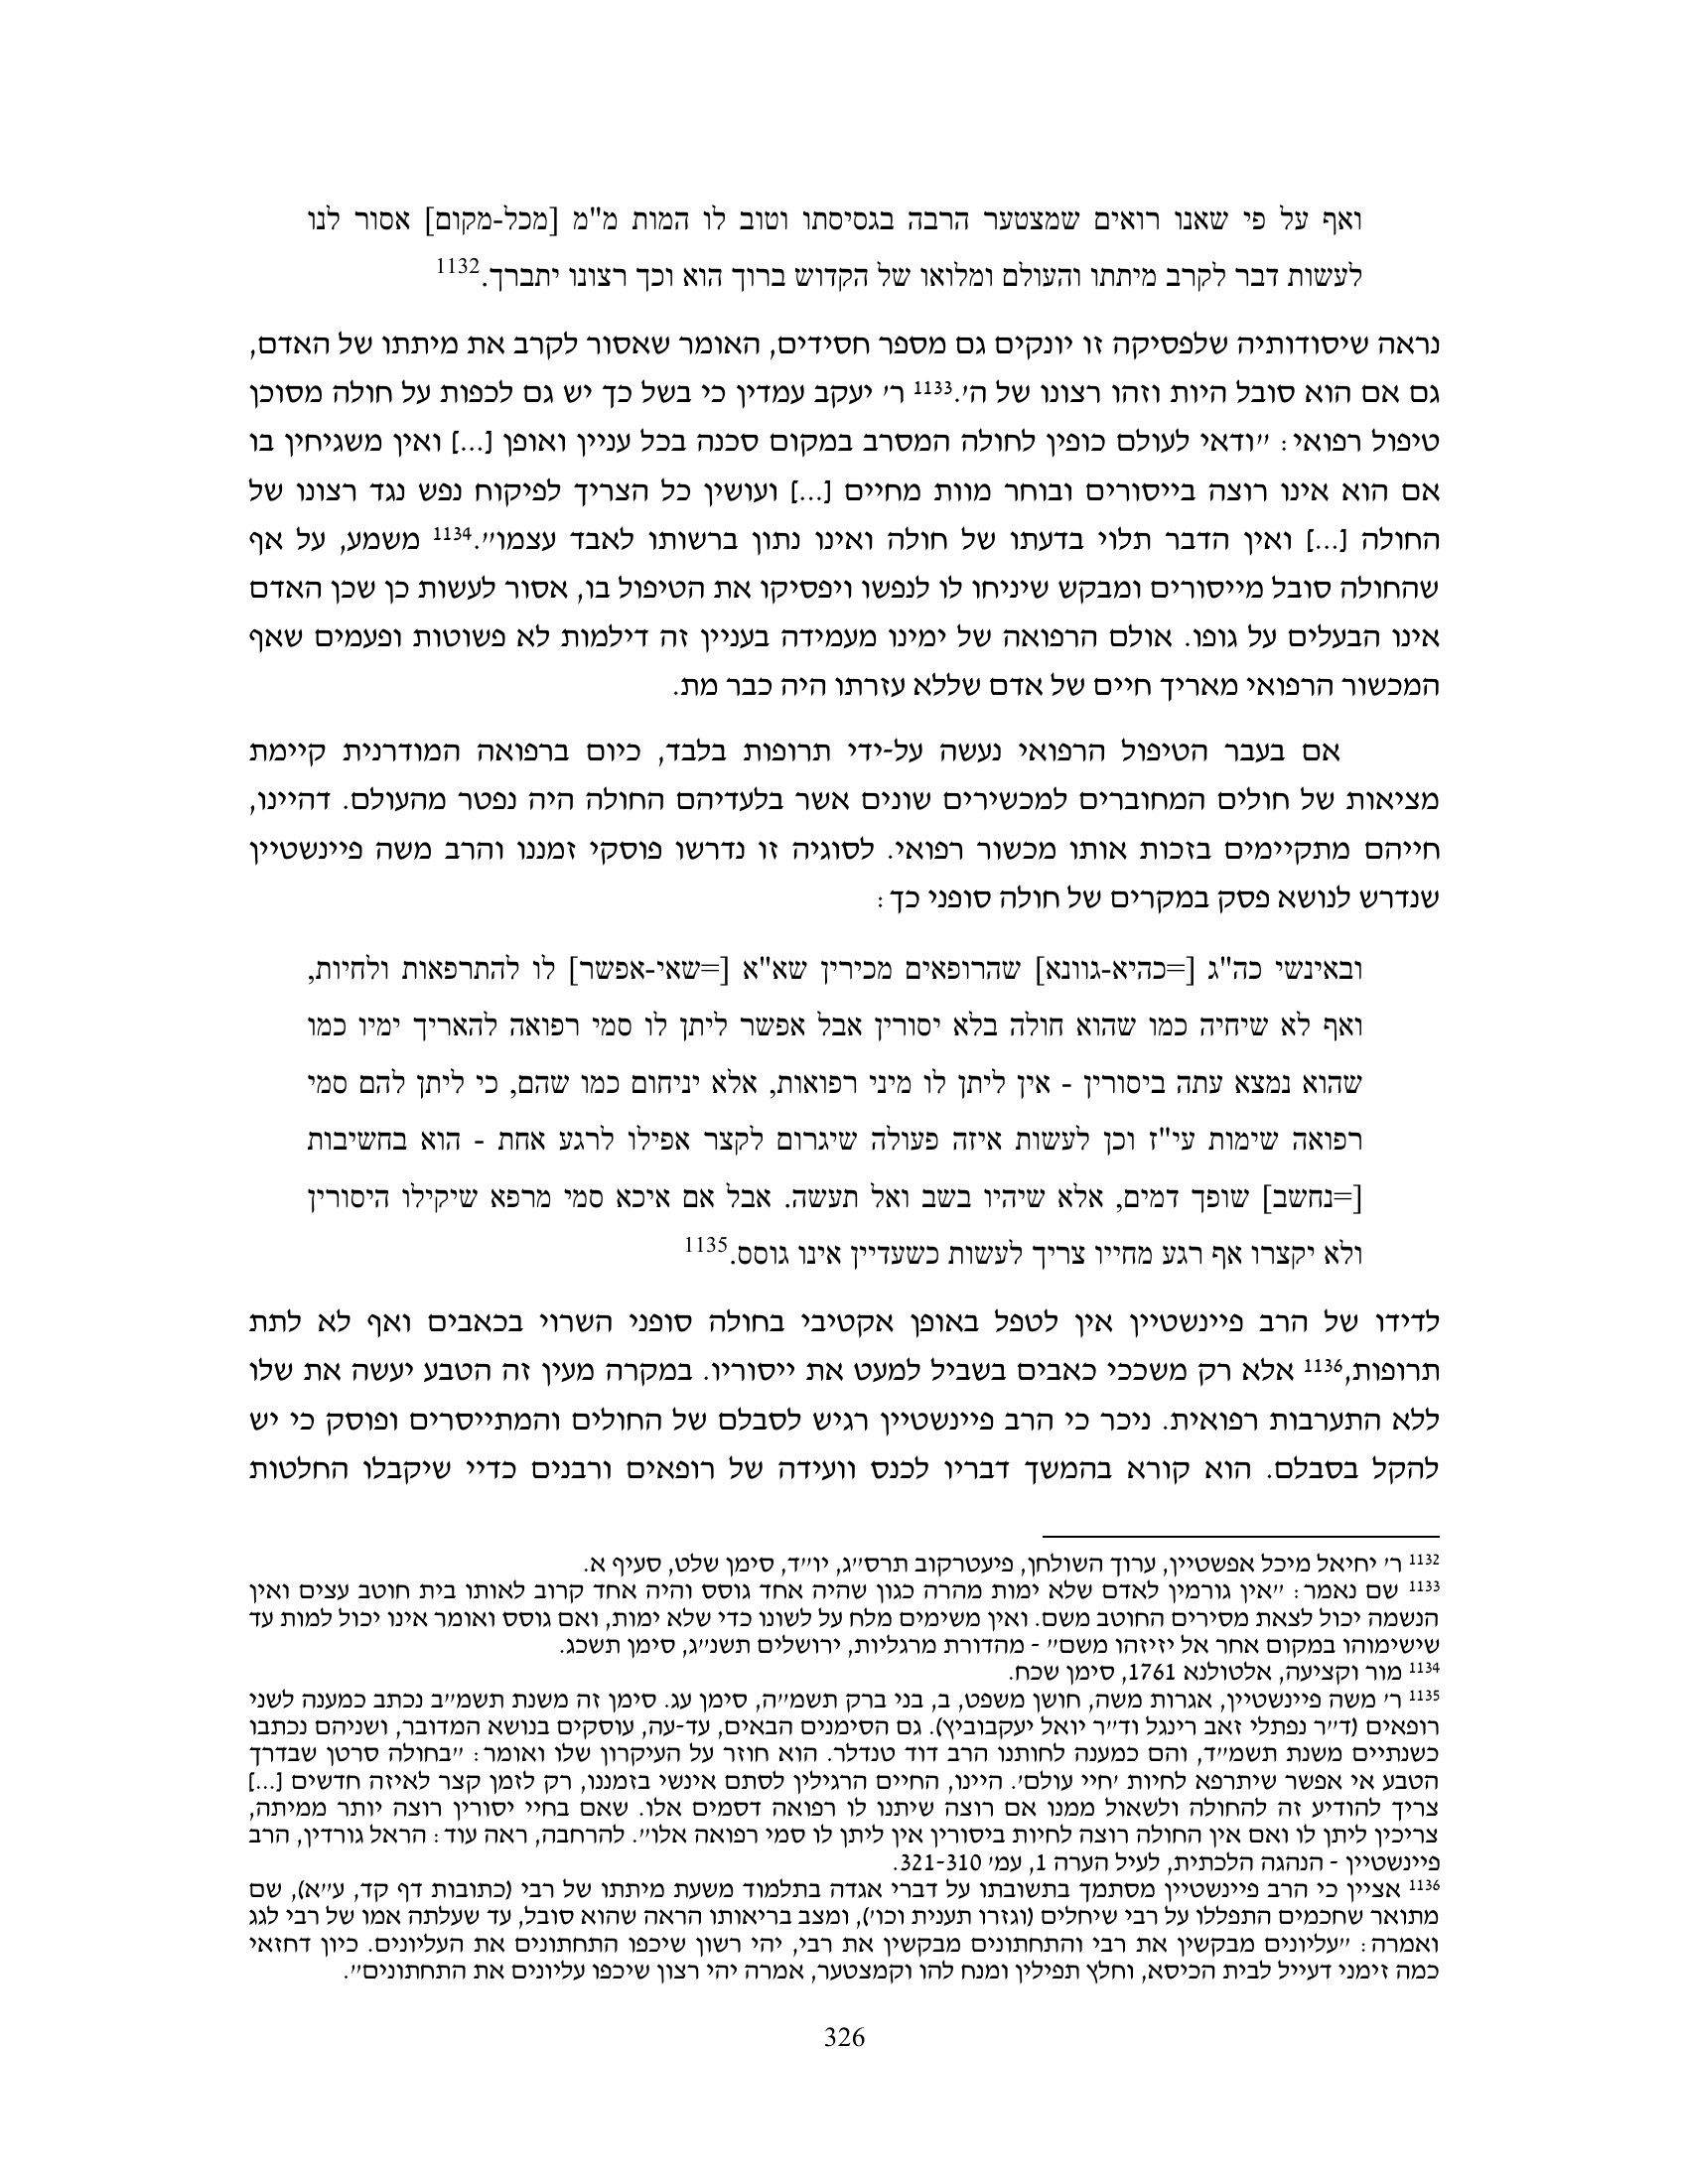 ואף על פי שאנו רואים שמצטער הרבה בגסיסתו וטוב לו המות מ"מ [מכל-מקום] אסור לנו
לעשות דבר לקרב מיתתו והעולם ומלואו של הקדוש ברוך הוא וכך רצונו יתברך.1132
נראה שיסודותיה שלפסיקה זו יונקים גם מספר חסידים, האומר שאסור לקרב את מיתתו של האדם,
גם אם הוא סובל היות וזהו רצונו של ה׳.1133 ר׳ יעקב עמדין כי בשל כך יש גם לכפות על חולה מסוכן
טיפול רפואי: ״ודאי לעולם כופין לחולה המסרב במקום סכנה בכל עניין ואופן [...] ואין משגיחין בו
אם הוא אינו רוצה בייסורים ובוחר מוות מחיים [...] ועושין כל הצריך לפיקוח נפש נגד רצונו של
החולה [...] ואין הדבר תלוי בדעתו של חולה ואינו נתון ברשותו לאבד עצמו״.1134 משמע, על אף
שהחולה סובל מייסורים ומבקש שיניחו לו לנפשו ויפסיקו את הטיפול בו, אסור לעשות כן שכן האדם
אינו הבעלים על גופו. אולם הרפואה של ימינו מעמידה בעניין זה דילמות לא פשוטות ופעמים שאף
המכשור הרפואי מאריך חיים של אדם שללא עזרתו היה כבר מת.
אם בעבר הטיפול הרפואי נעשה על-ידי תרופות בלבד, כיום ברפואה המודרנית קיימת
מציאות של חולים המחוברים למכשירים שונים אשר בלעדיהם החולה היה נפטר מהעולם. דהיינו,
חייהם מתקיימים בזכות אותו מכשור רפואי. לסוגיה זו נדרשו פוסקי זמננו והרב משה פיינשטיין
שנדרש לנושא פסק במקרים של חולה סופני כך:
ובאינשי כה"ג [=כהיא-גוונא] שהרופאים מכירין שא"א [=שאי-אפשר] לו להתרפאות ולחיות,
ואף לא שיחיה כמו שהוא חולה בלא יסורין אבל אפשר ליתן לו סמי רפואה להאריך ימיו כמו
שהוא נמצא עתה ביסורין - אין ליתן לו מיני רפואות, אלא יניחום כמו שהם, כי ליתן להם סמי
רפואה שימות עי"ז וכן לעשות איזה פעולה שיגרום לקצר אפילו לרגע אחת - הוא בחשיבות
[=נחשב] שופך דמים, אלא שיהיו בשב ואל תעשה. אבל אם איכא סמי מרפא שיקילו היסורין
ולא יקצרו אף רגע מחייו צריך לעשות כשעדיין אינו גוסס.1135
לדידו של הרב פיינשטיין אין לטפל באופן אקטיבי בחולה סופני השרוי בכאבים ואף לא לתת
תרופות,1136 אלא רק משככי כאבים בשביל למעט את ייסוריו. במקרה מעין זה הטבע יעשה את שלו
ללא התערבות רפואית. ניכר כי הרב פיינשטיין רגיש לסבלם של החולים והמתייסרים ופוסק כי יש
להקל בסבלם. הוא קורא בהמשך דבריו לכנס וועידה של רופאים ורבנים כדיי שיקבלו החלטות
1132 ר׳ יחיאל מיכל אפשטיין, ערוך השולחן, פיעטרקוב תרס״ג, יו״ד, סימן שלט, סעיף א.
1133 שם נאמר: ״אין גורמין לאדם שלא ימות מהרה כגון שהיה אחד גוסס והיה אחד קרוב לאותו בית חוטב עצים ואין
הנשמה יכול לצאת מסירים החוטב משם. ואין משימים מלח על לשונו כדי שלא ימות, ואם גוסס ואומר אינו יכול למות עד
שישימוהו במקום אחר אל יזיזהו משם״ - מהדורת מרגליות, ירושלים תשנ״ג, סימן תשכג.
1134 מור וקציעה, אלטולנא 1761, סימן שכח.
1135 ר׳ משה פיינשטיין, אגרות משה, חושן משפט, ב, בני ברק תשמ״ה, סימן עג. סימן זה משנת תשמ״ב נכתב כמענה לשני
רופאים (ד״ר נפתלי זאב רינגל וד״ר יואל יעקבוביץ). גם הסימנים הבאים, עד-עה, עוסקים בנושא המדובר, ושניהם נכתבו
כשנתיים משנת תשמ״ד, והם כמענה לחותנו הרב דוד טנדלר. הוא חוזר על העיקרון שלו ואומר: ״בחולה סרטן שבדרך
הטבע אי אפשר שיתרפא לחיות ׳חיי עולם׳. היינו, החיים הרגילין לסתם אינשי בזמננו, רק לזמן קצר לאיזה חדשים [...]
צריך להודיע זה להחולה ולשאול ממנו אם רוצה שיתנו לו רפואה דסמים אלו. שאם בחיי יסורין רוצה יותר ממיתה,
צריכין ליתן לו ואם אין החולה רוצה לחיות ביסורין אין ליתן לו סמי רפואה אלו״. להרחבה, ראה עוד: הראל גורדין, הרב
פיינשטיין - הנהגה הלכתית, לעיל הערה 1, עמ׳ 321-310.
1136 אציין כי הרב פיינשטיין מסתמך בתשובתו על דברי אגדה בתלמוד משעת מיתתו של רבי (כתובות דף קד, ע״א), שם
מתואר שחכמים התפללו על רבי שיחלים (וגזרו תענית וכו׳), ומצב בריאותו הראה שהוא סובל, עד שעלתה אמו של רבי לגג
ואמרה: ״עליונים מבקשין את רבי והתחתונים מבקשין את רבי, יהי רשון שיכפו התחתונים את העליונים. כיון דחזאי
כמה זימני דעייל לבית הכיסא, וחלץ תפילין ומנח להו וקמצטער, אמרה יהי רצון שיכפו עליונים את התחתונים״.
326